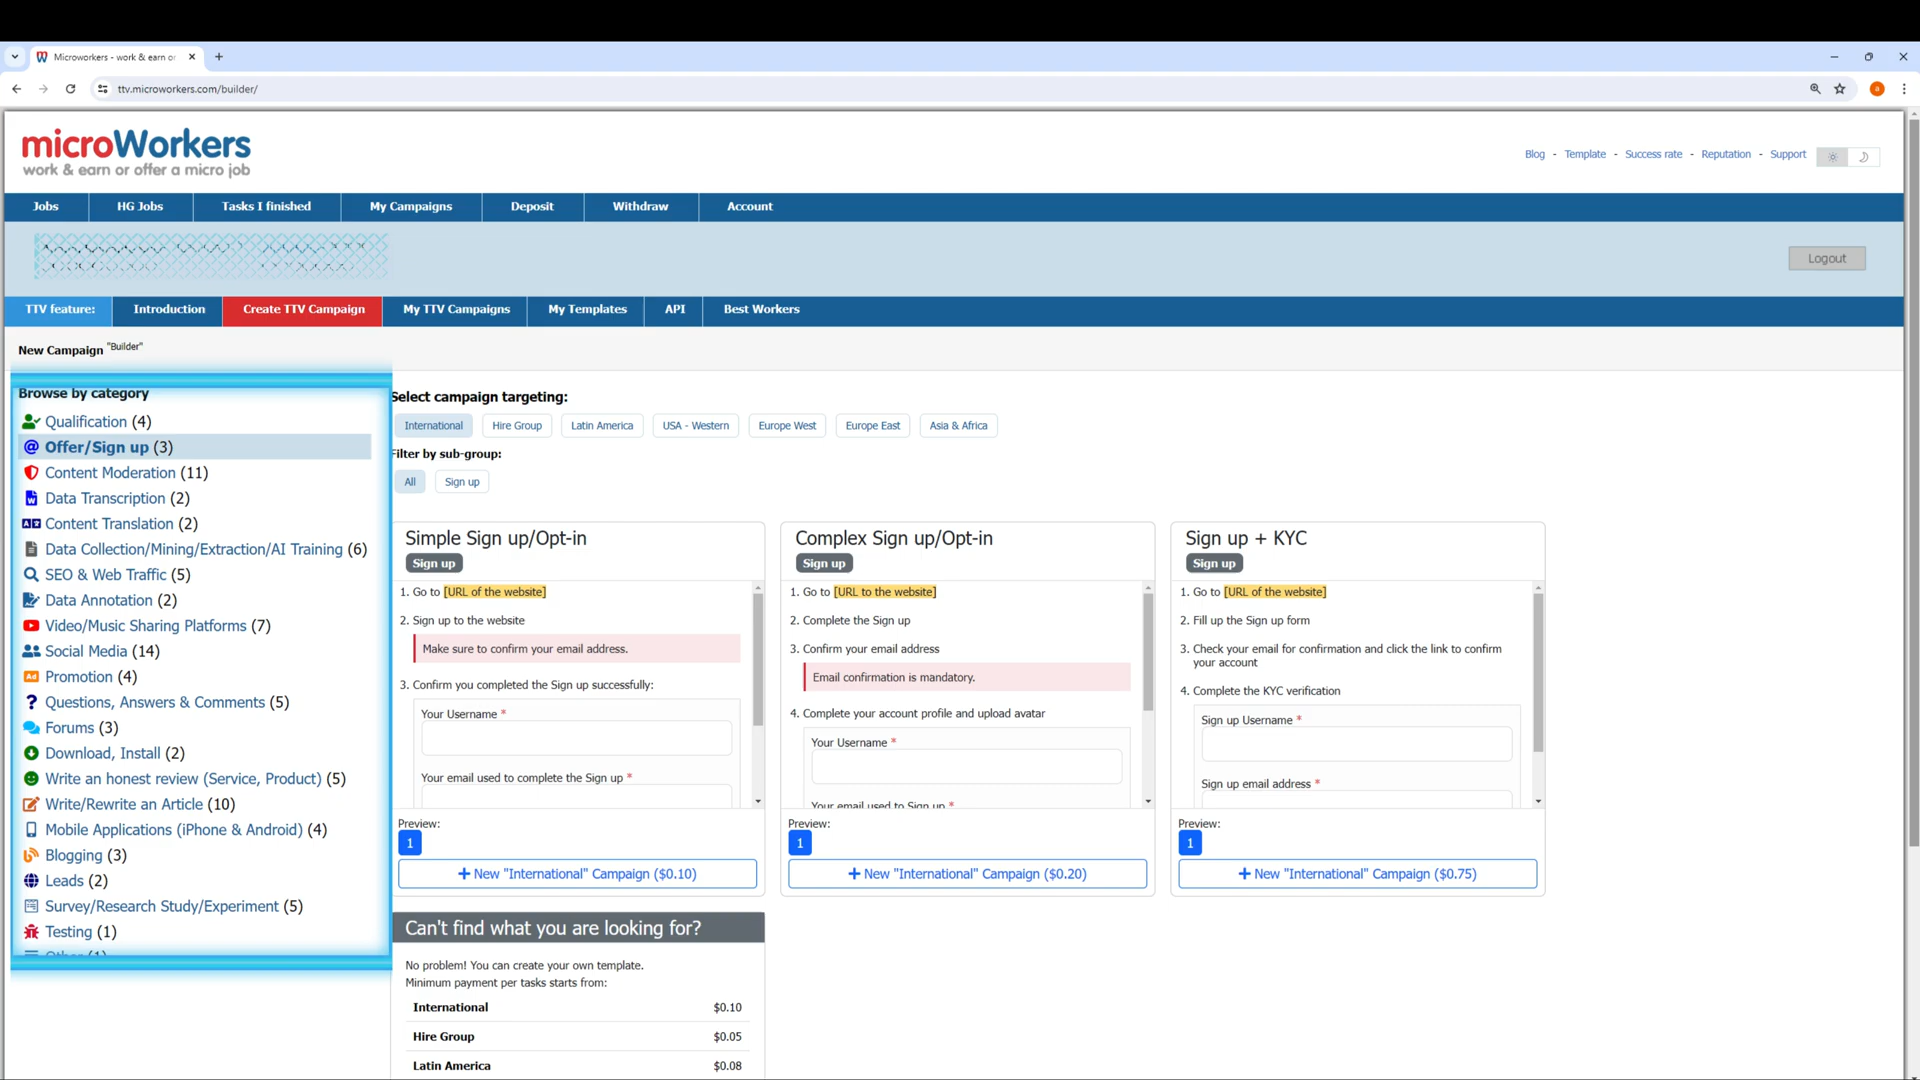 Microworkers - work & earn or
ttv.microworkers.com/builder/
a
microWorkers
work & earn or offer a micro job
Blog - Template - Success rate - Reputation - Support
Jobs
HG Jobs
Tasks I finished
My Campaigns
Deposit
Withdraw
Account
Logout
TTV feature:
Introduction
Create TTV Campaign
My TTV Campaigns
My Templates
API
Best Workers
New Campaign "Builder"
Browse by category
Qualification (4)
Offer/Sign up (3)
Content Moderation (11)
Data Transcription (2)
Content Translation (2)
Data Collection/Mining/Extraction/AI Training (6)
SEO & Web Traffic (5)
Data Annotation (2)
Video/Music Sharing Platforms (7)
Social Media (14)
Promotion (4)
Questions, Answers & Comments (5)
Forums (3)
Download, Install (2)
Write an honest review (Service, Product) (5)
Write/Rewrite an Article (10)
Mobile Applications (iPhone & Android) (4)
Blogging (3)
Leads (2)
Survey/Research Study/Experiment (5)
Testing (1)
Other (1)
Select campaign targeting:
International
Hire Group
Latin America
USA - Western
Europe West
Europe East
Asia & Africa
Filter by sub-group:
All
Sign up
Simple Sign up/Opt-in
Sign up
1. Go to [URL of the website]
2. Sign up to the website
Make sure to confirm your email address.
3. Confirm you completed the Sign up successfully:
Your Username *
Your email used to complete the Sign up *
Preview:
1
+ New "International" Campaign ($0.10)
Complex Sign up/Opt-in
Sign up
1. Go to [URL to the website]
2. Complete the Sign up
3. Confirm your email address
Email confirmation is mandatory.
4. Complete your account profile and upload avatar
Your Username *
Your email used to Sign up *
Preview:
1
+ New "International" Campaign ($0.20)
Sign up + KYC
Sign up
1. Go to [URL of the website]
2. Fill up the Sign up form
3. Check your email for confirmation and click the link to confirm
your account
4. Complete the KYC verification
Sign up Username *
Sign up email address *
Preview:
1
+ New "International" Campaign ($0.75)
Can't find what you are looking for?
No problem! You can create your own template.
Minimum payment per tasks starts from:
International $0.10
Hire Group $0.05
Latin America $0.08